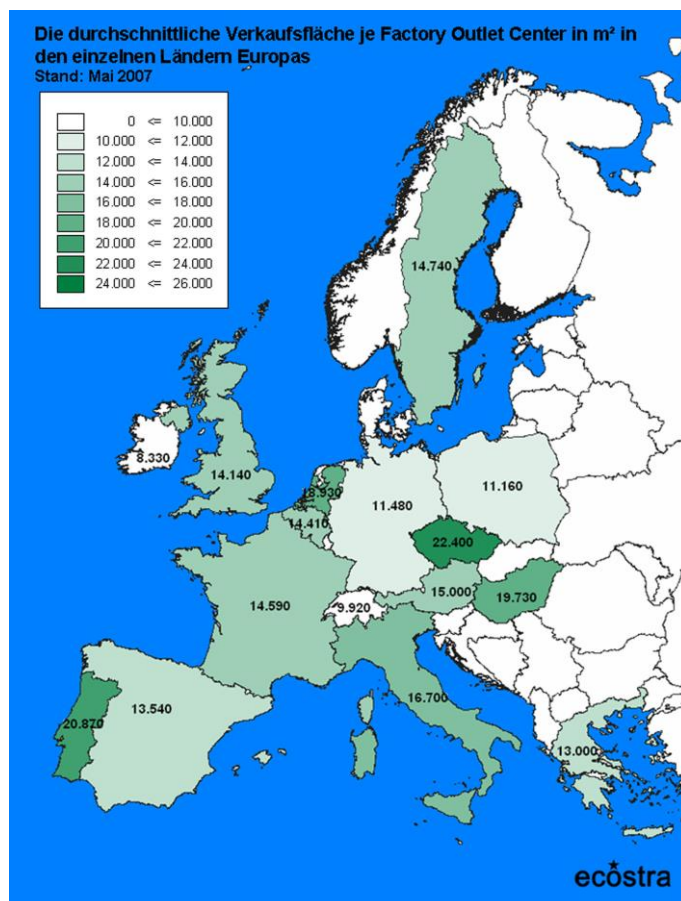 Die durchschnittliche Verkaufsfläche je Factory Outlet Center in m² in
den einzelnen Ländern Europas
Stand: Mai 2007
0 <= 10.000
10.000 <= 12.000
12.000 <= 14.000
14.000 <= 16.000
16.000 <= 18.000
18.000 <= 20.000
20.000 <= 22.000
22.000 <= 24.000
24.000 <= 26.000
14.740
8.330
14.140
18.930
11.480
11.160
14.410
22.400
14.590
9.920
15.000
19.730
16.700
20.870
13.540
13.000
ecostra